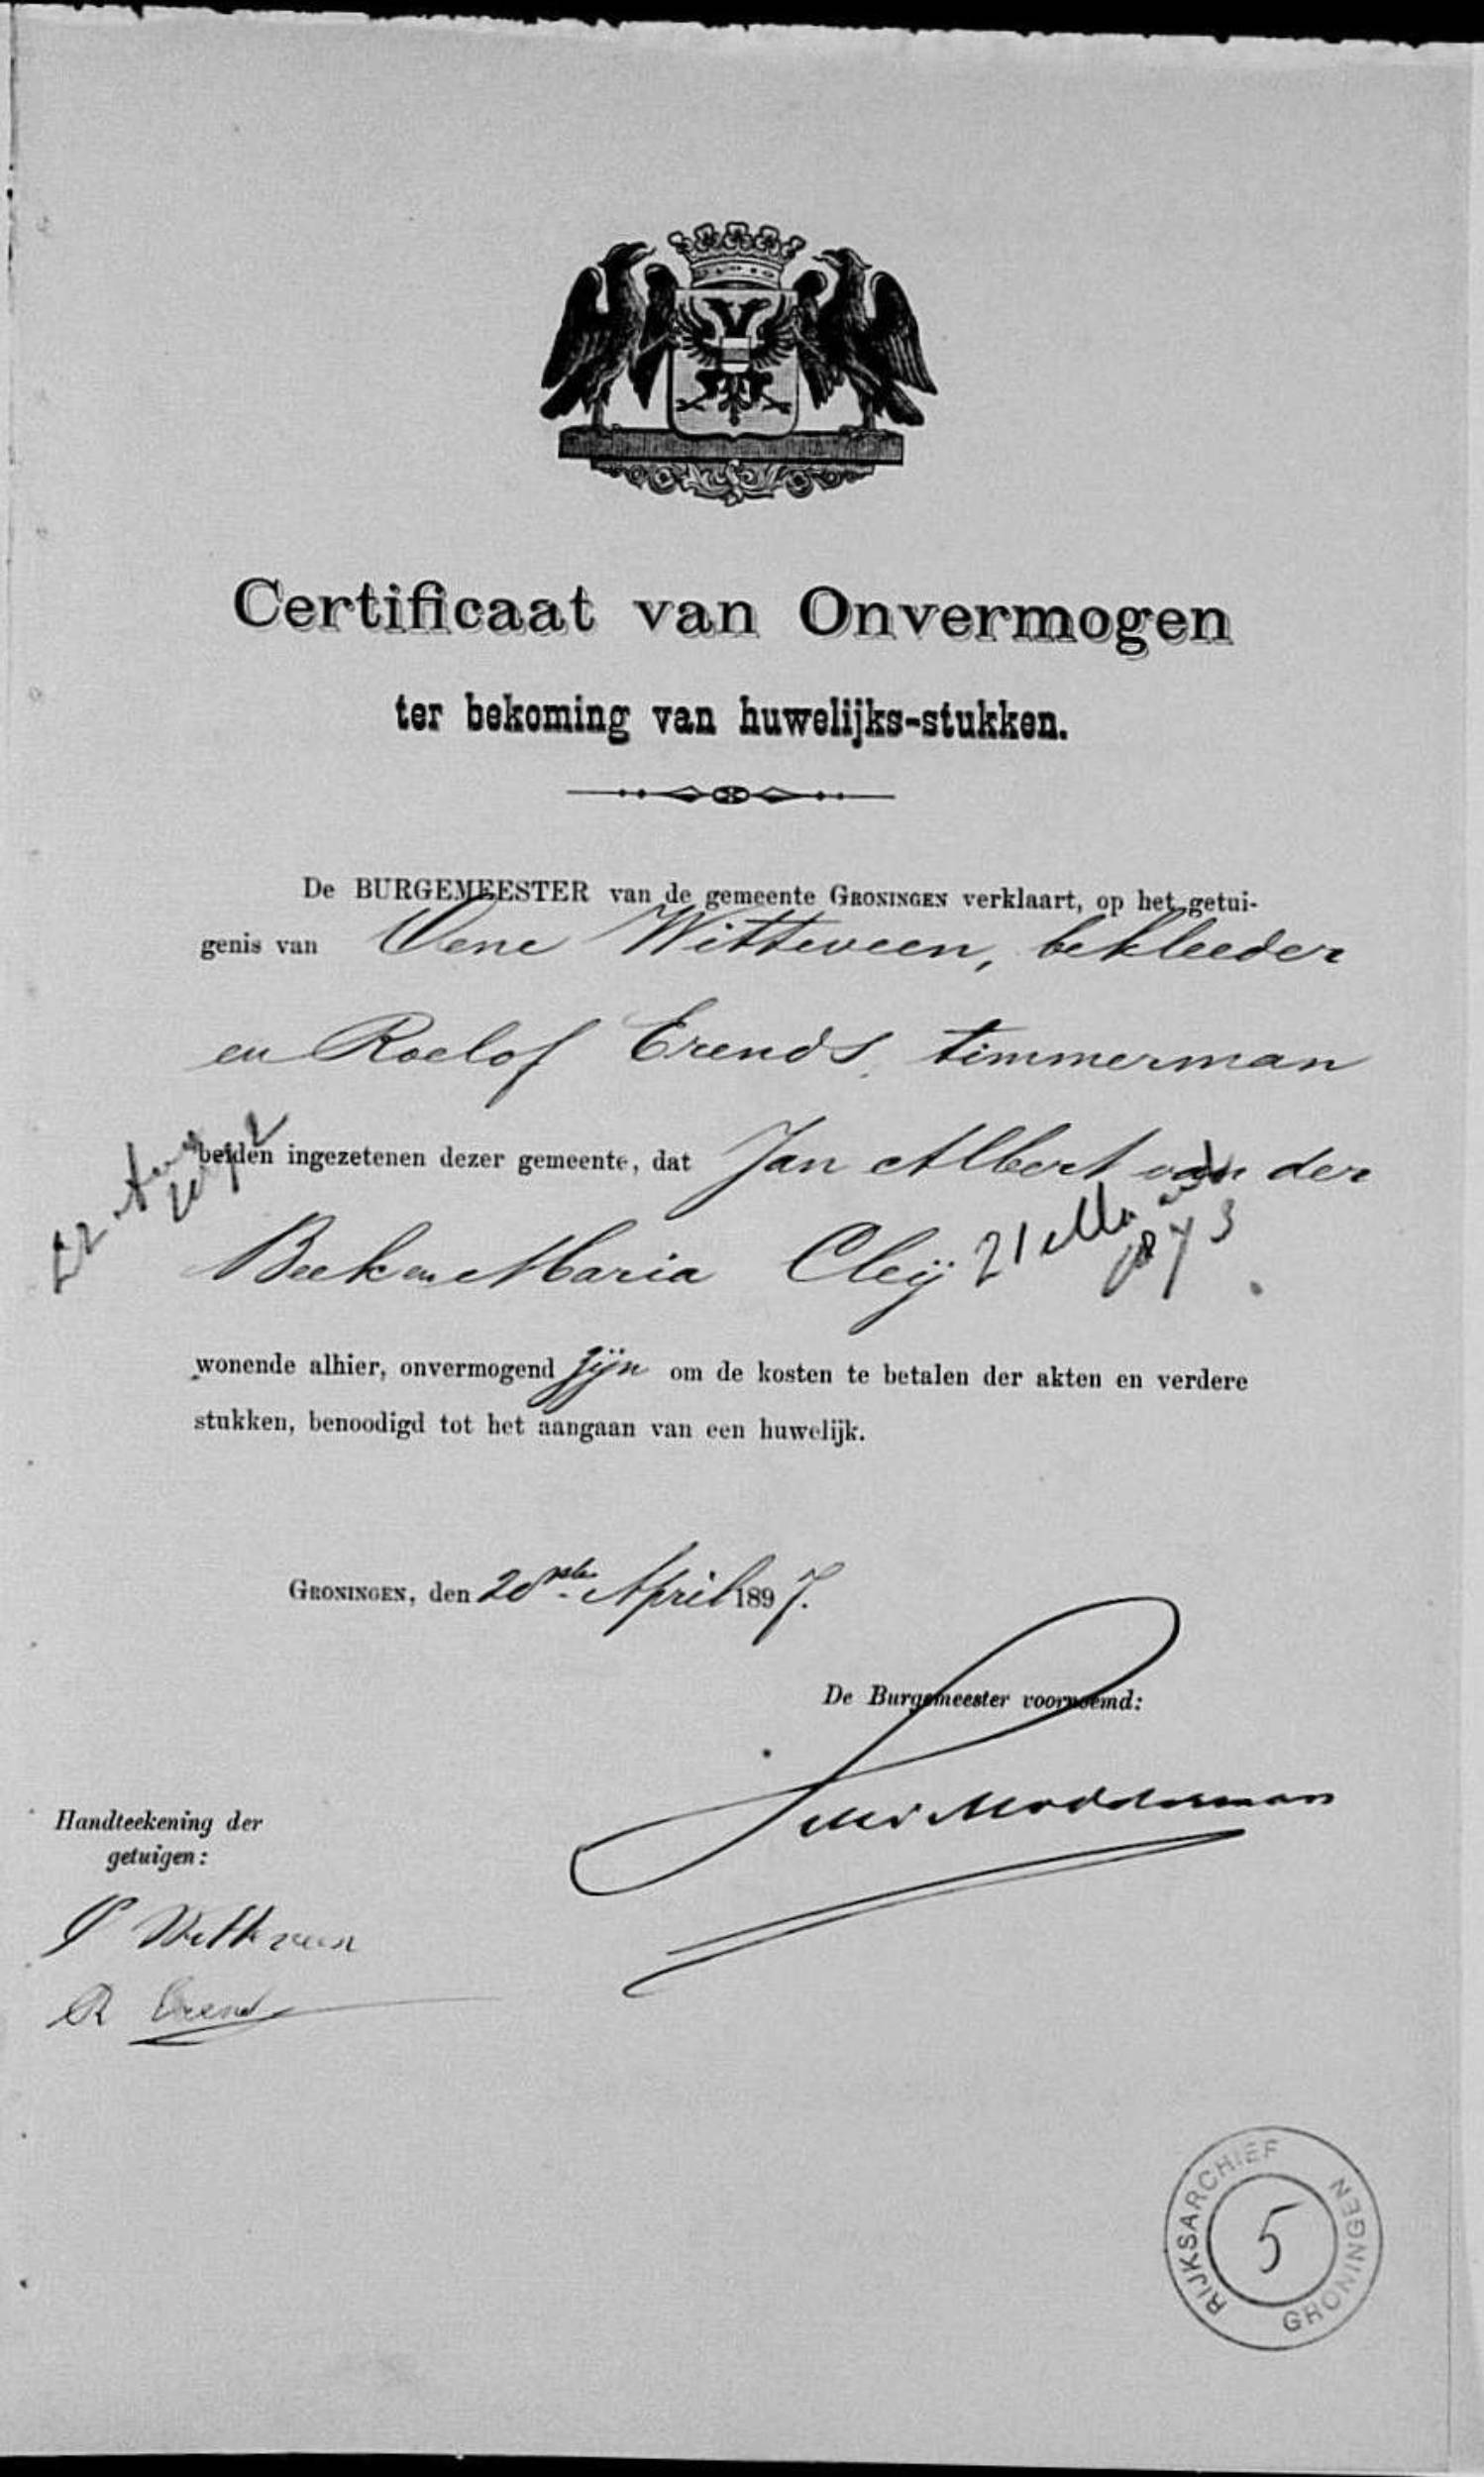 Certificaat van Onvermogen
ter bekoming van huwelijks-stukken.
De BURGEMEESTER van de gemeente GRONINGEN verklaart, op het getui-
genis van Oene Witteveen, bekleeder
en Roelof Erends, timmerman
beiden ingezetenen dezer gemeente, dat Jan Albert van der
Beek en Maria Cleij 21 Maart
1873
wonende alhier, onvermogend zijn om de kosten te betalen der akten en verdere
stukken, benoodigd tot het aangaan van een huwelijk.
GRONINGEN, den 20ste April 1897.
De Burgemeester voornoemd:
Modderman
Handteekening der
getuigen:
O Witteveen
R Erends
RIJKSARCHIEF
5
GRONINGEN